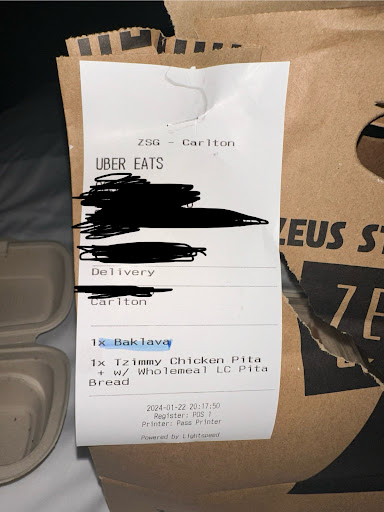 ZSG - Carlton
UBER EATS
Delivery
Carlton
1x Baklava
1x Tzimmy Chicken Pita
+ w/ Wholemeal LC Pita
Bread
2024-01-22 20:17:50
Register: POS 1
Printer: Pass Printer
Powered by Lightspeed
ZEUS ST
ZE